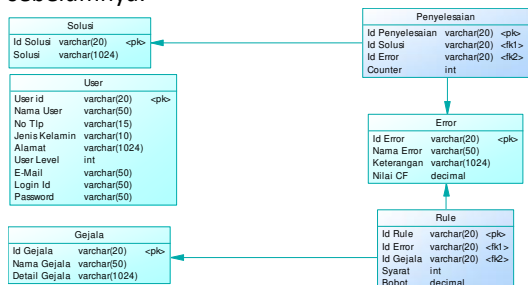 sebelumnya.
Solusi
Id Solusi varchar(20) <pk>
Solusi varchar(1024)
Penyelesaian
Id Penyelesaian varchar(20) <pk>
Id Solusi varchar(20) <fk1>
Id Error varchar(20) <fk2>
Counter int
User
User id varchar(20) <pk>
Nama User varchar(50)
No Tlp varchar(15)
Jenis Kelamin varchar(10)
Alamat varchar(1024)
User Level int
E-Mail varchar(50)
Login Id varchar(50)
Password varchar(50)
Error
Id Error varchar(20) <pk>
Nama Error varchar(50)
Keterangan varchar(1024)
Nilai CF decimal
Gejala
Id Gejala varchar(20) <pk>
Nama Gejala varchar(50)
Detail Gejala varchar(1024)
Rule
Id Rule varchar(20) <pk>
Id Error varchar(20) <fk1>
Id Gejala varchar(20) <fk2>
Syarat int
Bobot decimal